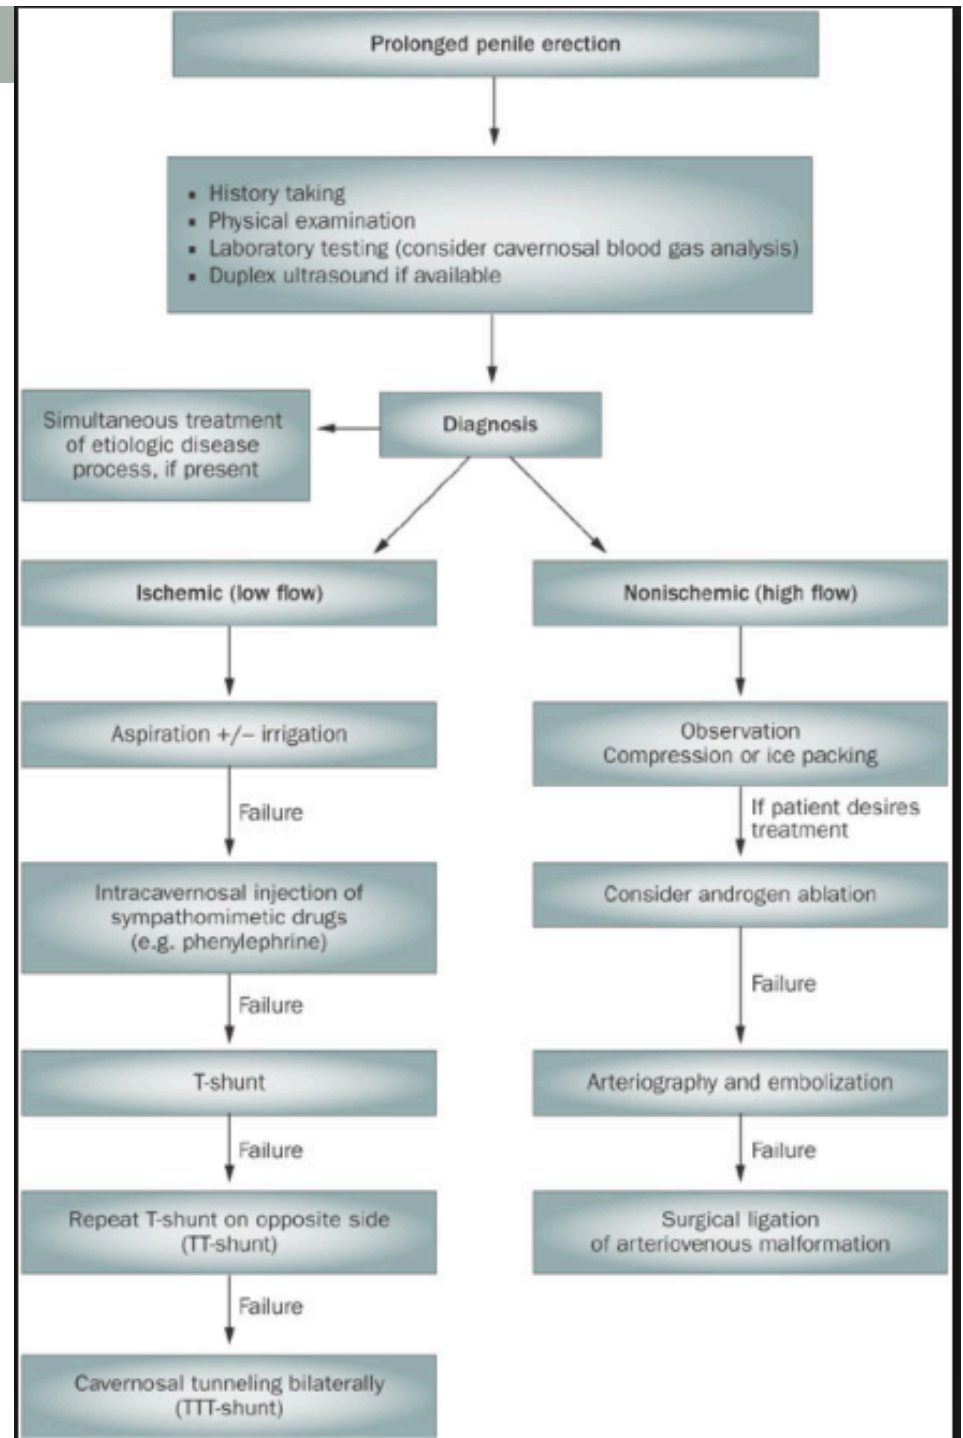 Prolonged penile erection
▪ History taking
▪ Physical examination
▪ Laboratory testing (consider cavernosal blood gas analysis)
▪ Duplex ultrasound if available
Diagnosis
Simultaneous treatment
of etiologic disease
process, if present
Ischemic (low flow)
Aspiration +/− irrigation
Failure
Intracavernosal injection of
sympathomimetic drugs
(e.g. phenylephrine)
Failure
T-shunt
Failure
Repeat T-shunt on opposite side
(TT-shunt)
Failure
Cavernosal tunneling bilaterally
(TTT-shunt)
Nonischemic (high flow)
Observation
Compression or ice packing
If patient desires
treatment
Consider androgen ablation
Failure
Arteriography and embolization
Failure
Surgical ligation
of arteriovenous malformation